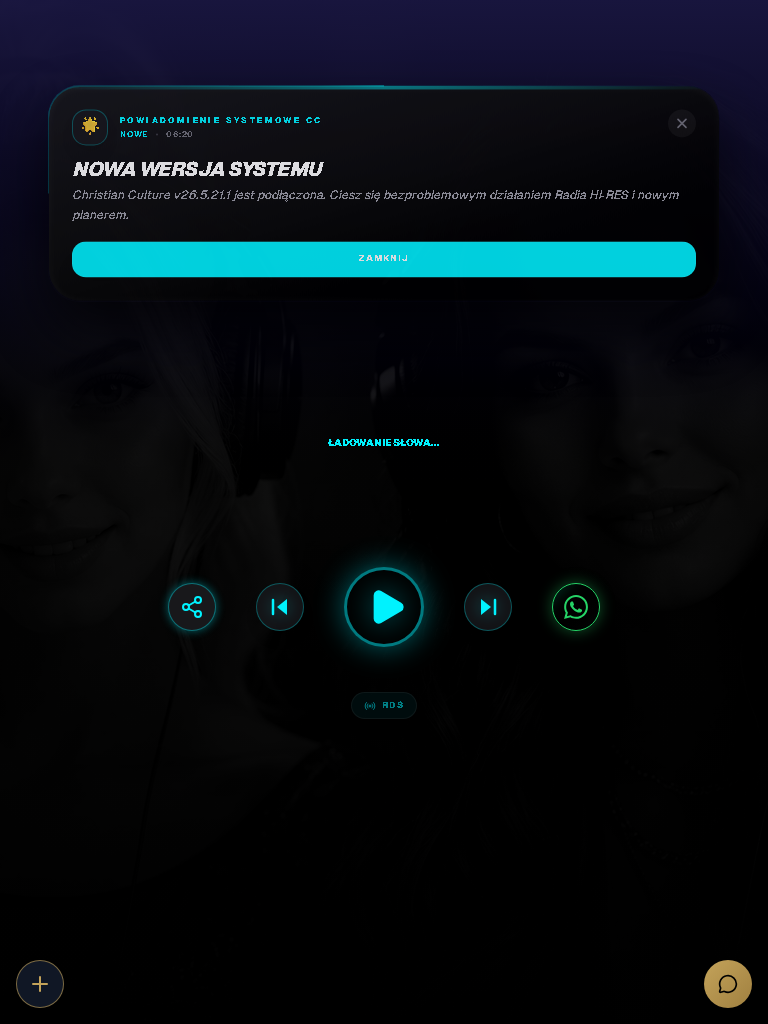 POWIADOMIENIE SYSTEMOWE CC
NOWE · 06:20
NOWA WERSJA SYSTEMU
Christian Culture v26.5.21.1 jest podłączona. Ciesz się bezproblemowym działaniem Radia HI-RES i nowym
planerem.
ZAMKNIJ
ŁADOWANIE SŁOWA...
RDS